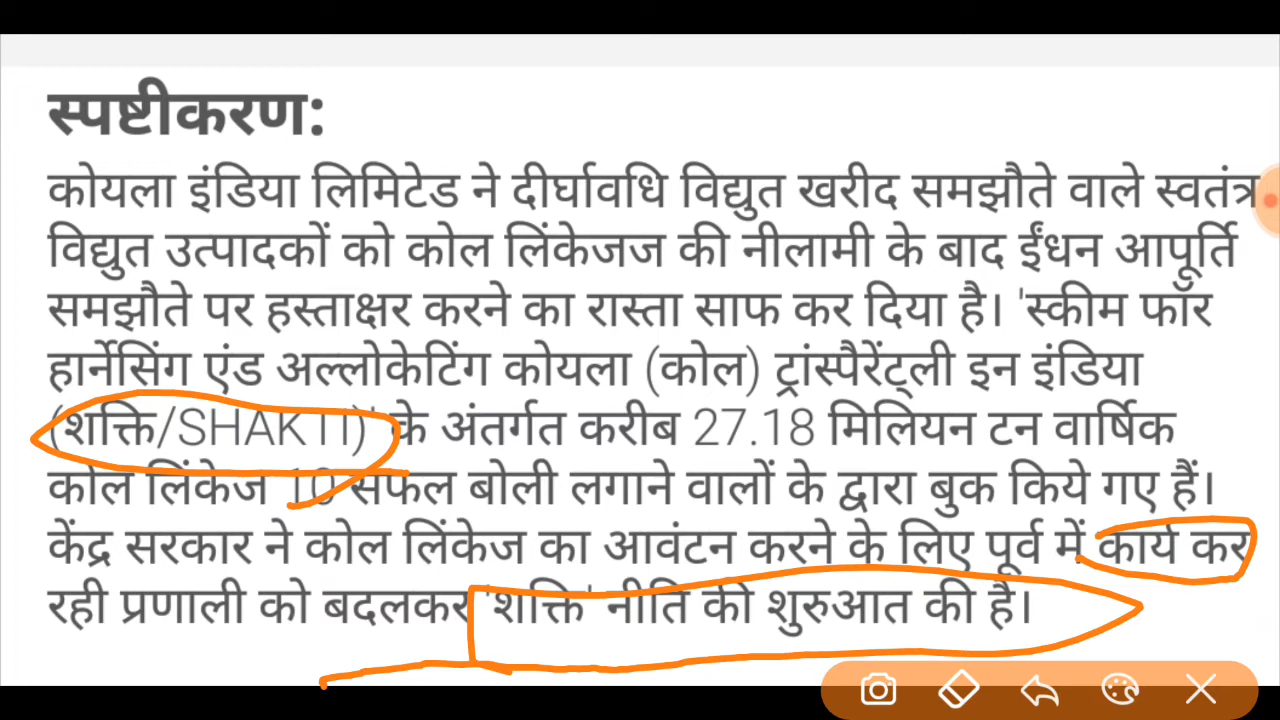 स्पष्टीकरण:
कोयला इंडिया लिमिटेड ने दीर्घावधि विद्युत खरीद समझौते वाले स्वतंत्र
विद्युत उत्पादकों को कोल लिंकेजज की नीलामी के बाद ईंधन आपूर्ति
समझौते पर हस्ताक्षर करने का रास्ता साफ कर दिया है। 'स्कीम फॉर
हार्नेसिंग एंड अल्लोकेटिंग कोयला (कोल) ट्रांस्पैरेंट्ली इन इंडिया
(शक्ति/SHAKTI)' के अंतर्गत करीब 27.18 मिलियन टन वार्षिक
कोल लिंकेज 10 सफल बोली लगाने वालों के द्वारा बुक किये गए हैं।
केंद्र सरकार ने कोल लिंकेज का आवंटन करने के लिए पूर्व में कार्य कर
रही प्रणाली को बदलकर 'शक्ति' नीति की शुरुआत की है।